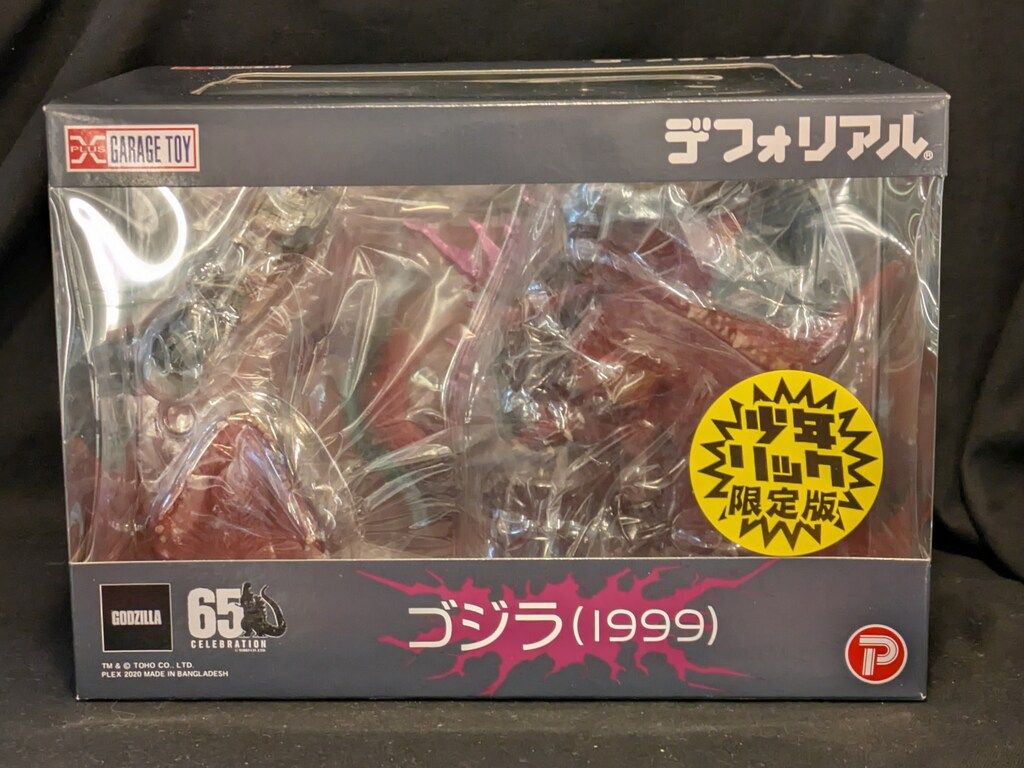 X PLUS GARAGE TOY
デフォリアル®
少年
リック
限定版
GODZILLA
65
CELEBRATION
ゴジラ(1999)
TM & © TOHO CO., LTD.
PLEX 2020 MADE IN BANGLADESH
P